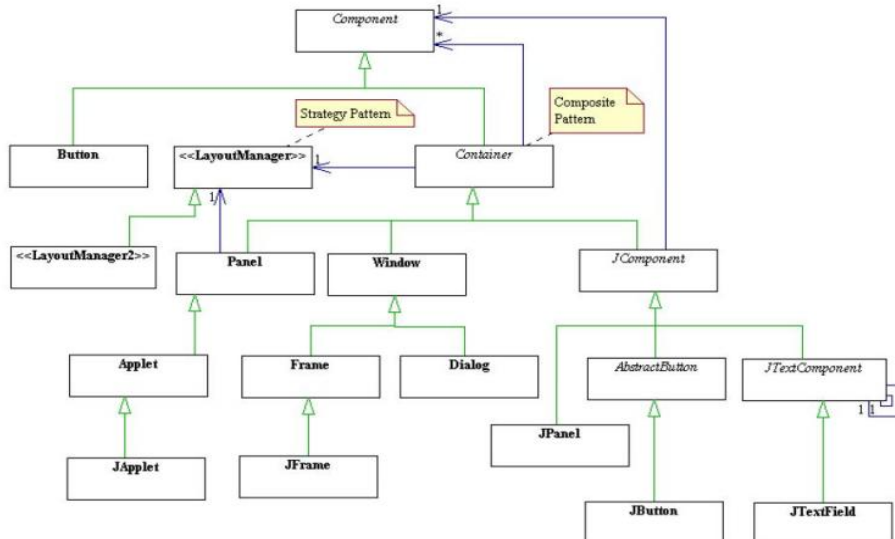 Component
1
*
Strategy Pattern
Composite
Pattern
Button
<<LayoutManager>>
1
Container
1
<<LayoutManager2>>
Panel
Window
JComponent
Applet
Frame
Dialog
AbstractButton
JTextComponent
1 1
JPanel
JApplet
JFrame
JButton
JTextField